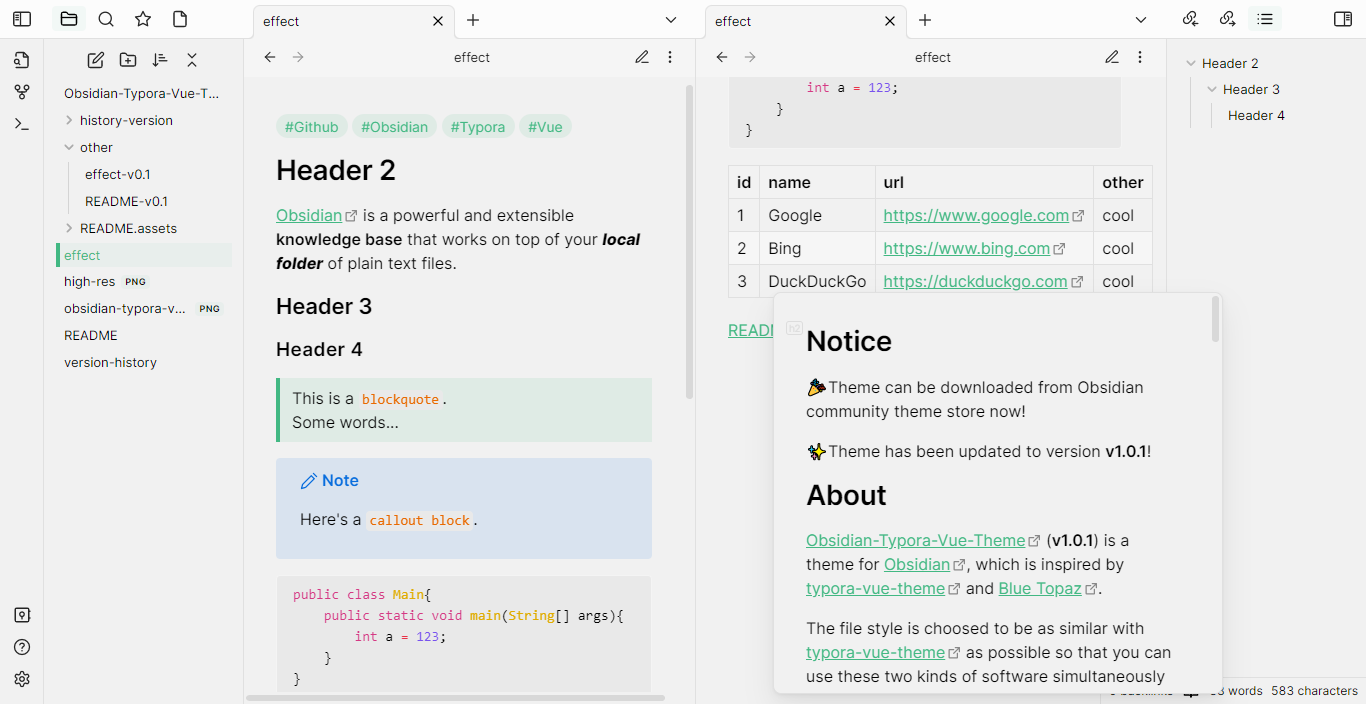 effect
effect
Obsidian-Typora-Vue-T...
history-version
other
effect-v0.1
README-v0.1
README.assets
effect
high-res PNG
obsidian-typora-v... PNG
README
version-history
effect
#Github #Obsidian #Typora #Vue
Header 2
Obsidian is a powerful and extensible
knowledge base that works on top of your local
folder of plain text files.
Header 3
Header 4
This is a blockquote.
Some words...
Note
Here's a callout block.
public class Main{
public static void main(String[] args){
int a = 123;
}
}
effect
int a = 123;
}
}
id name url other
1 Google https://www.google.com cool
2 Bing https://www.bing.com cool
3 DuckDuckGo https://duckduckgo.com cool
h2
Notice
Theme can be downloaded from Obsidian
community theme store now!
Theme has been updated to version v1.0.1!
About
Obsidian-Typora-Vue-Theme (v1.0.1) is a
theme for Obsidian, which is inspired by
typora-vue-theme and Blue Topaz.
The file style is choosed to be as similar with
typora-vue-theme as possible so that you can
use these two kinds of software simultaneously
Header 2
Header 3
Header 4
words 583 characters